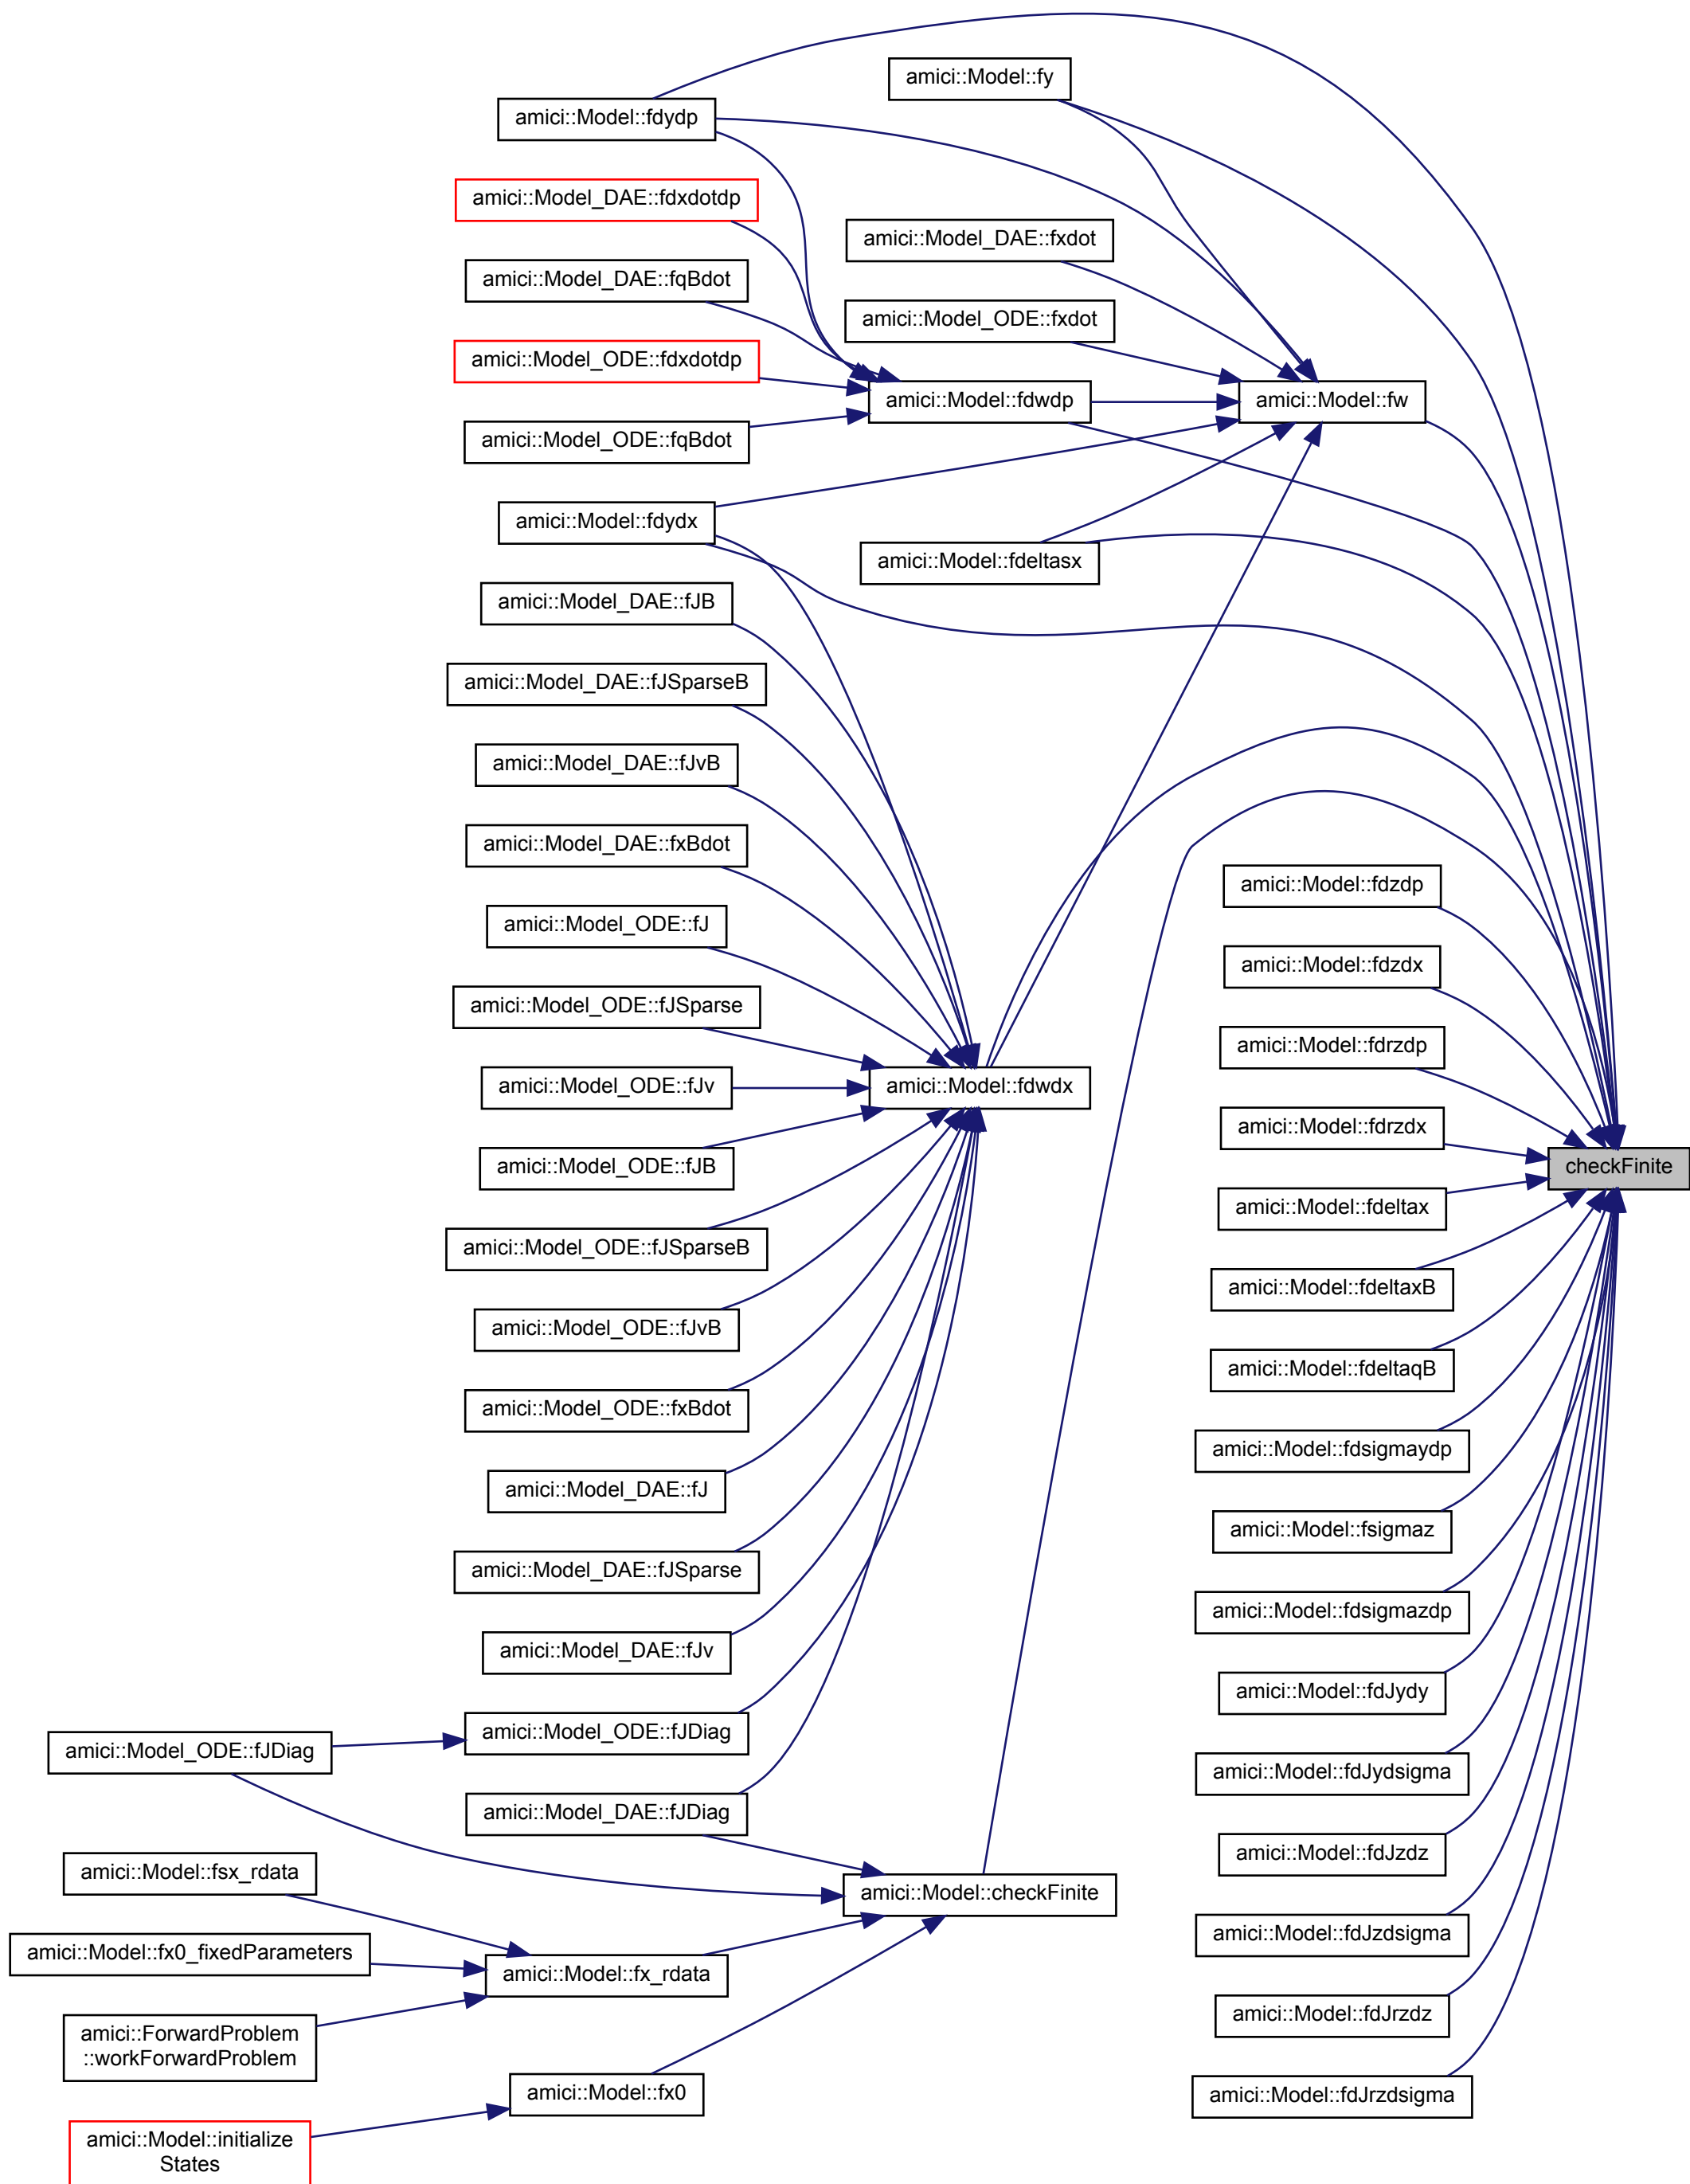 amici::Model::fy
amici::Model::fdydp
amici::Model_DAE::fdxdotdp
amici::Model_DAE::fxdot
amici::Model_DAE::fqBdot
amici::Model_ODE::fxdot
amici::Model_ODE::fdxdotdp
amici::Model::fdwdp
amici::Model::fw
amici::Model_ODE::fqBdot
amici::Model::fdydx
amici::Model::fdeltasx
amici::Model_DAE::fJB
amici::Model_DAE::fJSparseB
amici::Model_DAE::fJvB
amici::Model_DAE::fxBdot
amici::Model::fdzdp
amici::Model_ODE::fJ
amici::Model::fdzdx
amici::Model_ODE::fJSparse
amici::Model::fdrzdp
amici::Model_ODE::fJv
amici::Model::fdwdx
amici::Model::fdrzdx
amici::Model_ODE::fJB
checkFinite
amici::Model::fdeltax
amici::Model_ODE::fJSparseB
amici::Model::fdeltaxB
amici::Model_ODE::fJvB
amici::Model::fdeltaqB
amici::Model_ODE::fxBdot
amici::Model::fdsigmaydp
amici::Model_DAE::fJ
amici::Model::fsigmaz
amici::Model_DAE::fJSparse
amici::Model::fdsigmazdp
amici::Model_DAE::fJv
amici::Model::fdJydy
amici::Model_ODE::fJDiag
amici::Model_ODE::fJDiag
amici::Model::fdJydsigma
amici::Model_DAE::fJDiag
amici::Model::fdJzdz
amici::Model::fsx_rdata
amici::Model::checkFinite
amici::Model::fdJzdsigma
amici::Model::fx0_fixedParameters
amici::Model::fx_rdata
amici::Model::fdJrzdz
amici::ForwardProblem
::workForwardProblem
amici::Model::fx0
amici::Model::fdJrzdsigma
amici::Model::initialize
States